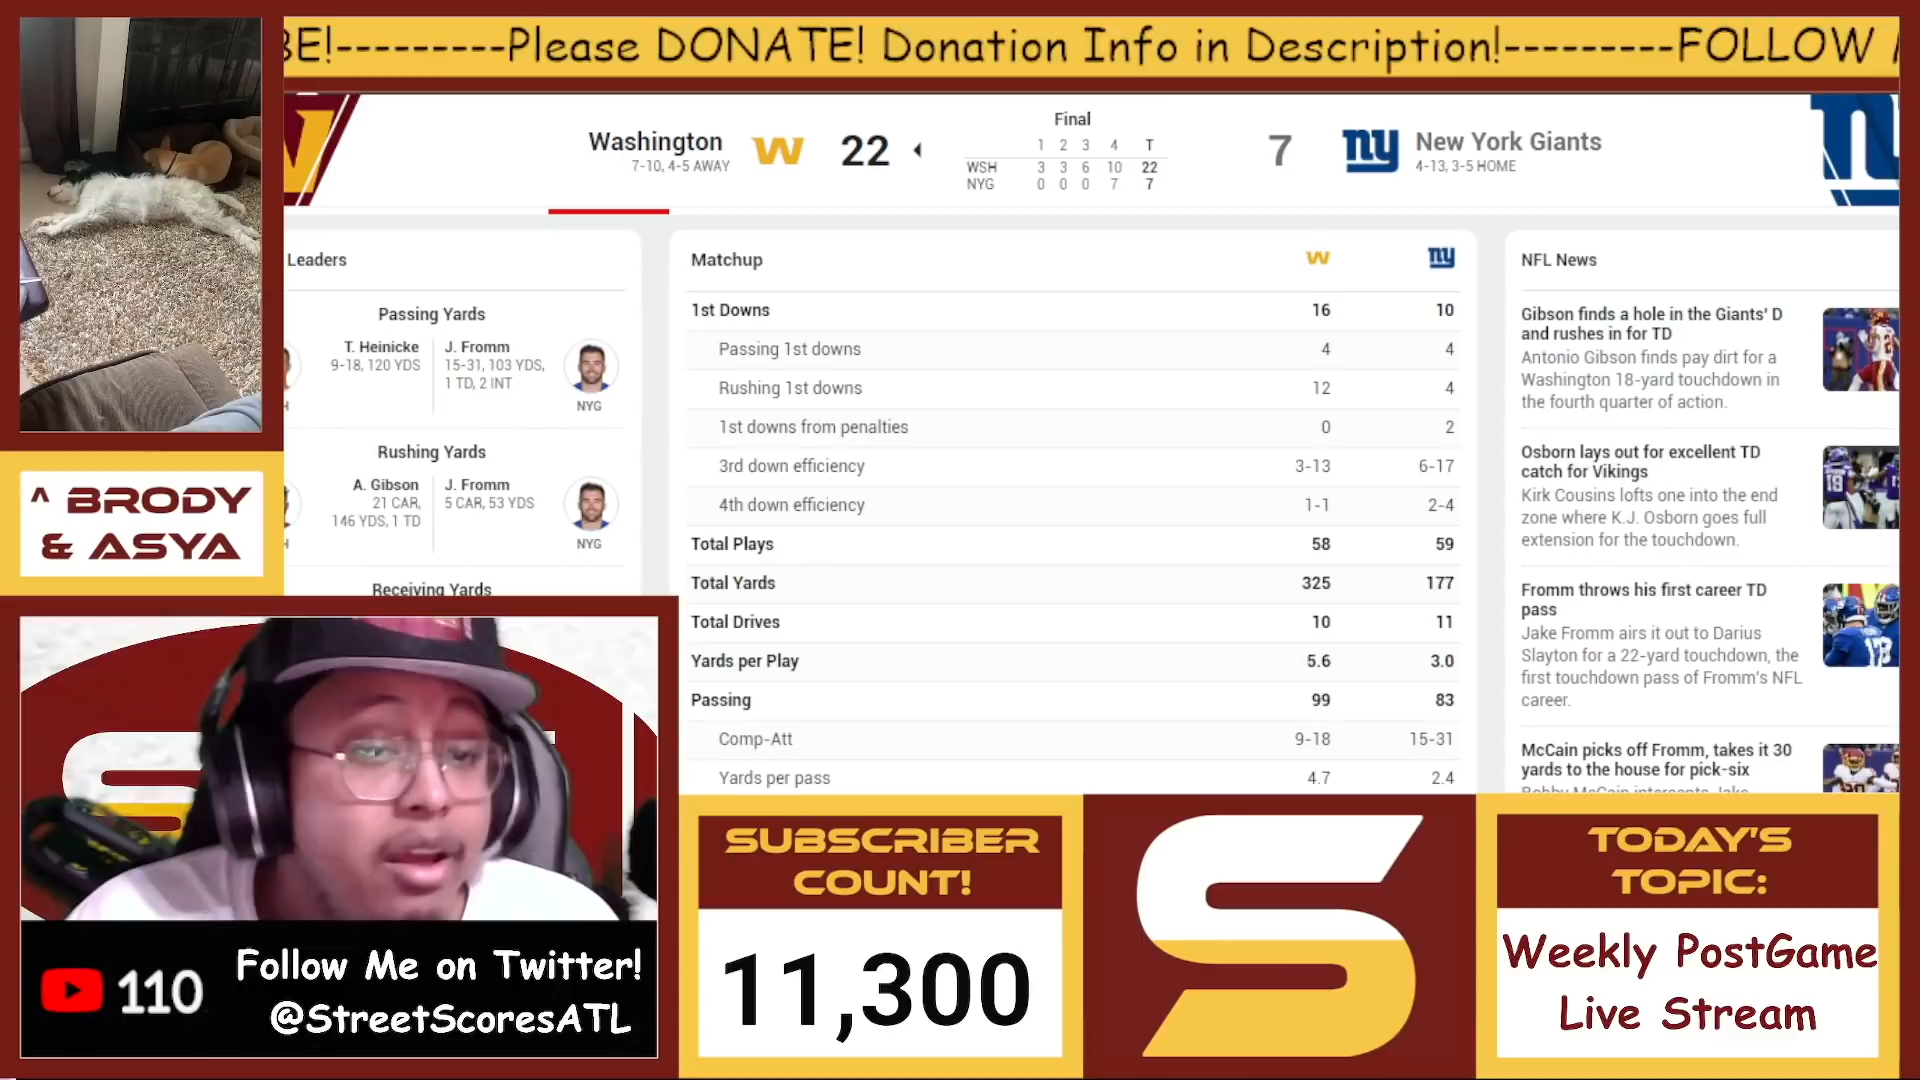 BE!---------Please DONATE! Donation Info in Description!---------FOLLOW
Washington
7-10, 4-5 AWAY
W
22
Final
1 2 3 4 T
WSH 3 3 6 10 22
NYG 0 0 0 7 7
7
ny
New York Giants
4-13, 3-5 HOME
Leaders
Passing Yards
T. Heinicke
9-18, 120 YDS
J. Fromm
15-31, 103 YDS,
1 TD, 2 INT
NYG
Rushing Yards
A. Gibson
21 CAR,
146 YDS, 1 TD
J. Fromm
5 CAR, 53 YDS
NYG
Receiving Yards
Matchup W ny
1st Downs 16 10
Passing 1st downs 4 4
Rushing 1st downs 12 4
1st downs from penalties 0 2
3rd down efficiency 3-13 6-17
4th down efficiency 1-1 2-4
Total Plays 58 59
Total Yards 325 177
Total Drives 10 11
Yards per Play 5.6 3.0
Passing 99 83
Comp-Att 9-18 15-31
Yards per pass 4.7 2.4
NFL News
Gibson finds a hole in the Giants' D
and rushes in for TD
Antonio Gibson finds pay dirt for a
Washington 18-yard touchdown in
the fourth quarter of action.
Osborn lays out for excellent TD
catch for Vikings
Kirk Cousins lofts one into the end
zone where K.J. Osborn goes full
extension for the touchdown.
Fromm throws his first career TD
pass
Jake Fromm airs it out to Darius
Slayton for a 22-yard touchdown, the
first touchdown pass of Fromm's NFL
career.
McCain picks off Fromm, takes it 30
yards to the house for pick-six
Bobby McCain intercepts Jake
^ BRODY
& ASYA
110
Follow Me on Twitter!
@StreetScoresATL
SUBSCRIBER
COUNT!
11,300
S
TODAY'S
TOPIC:
Weekly PostGame
Live Stream